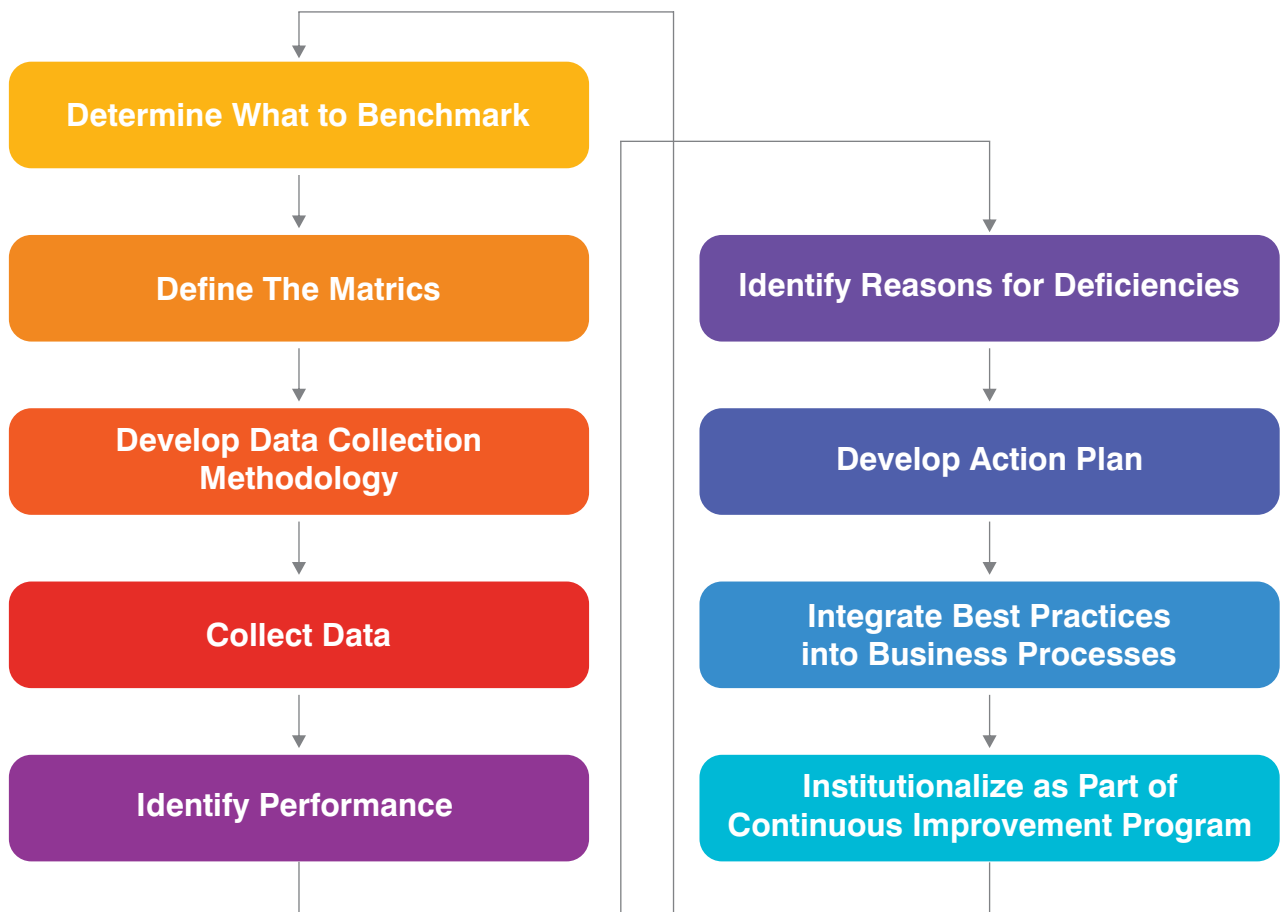 Determine What to Benchmark
Define The Matrics
Develop Data Collection
Methodology
Collect Data
Identify Performance
Identify Reasons for Deficiencies
Develop Action Plan
Integrate Best Practices
into Business Processes
Institutionalize as Part of
Continuous Improvement Program